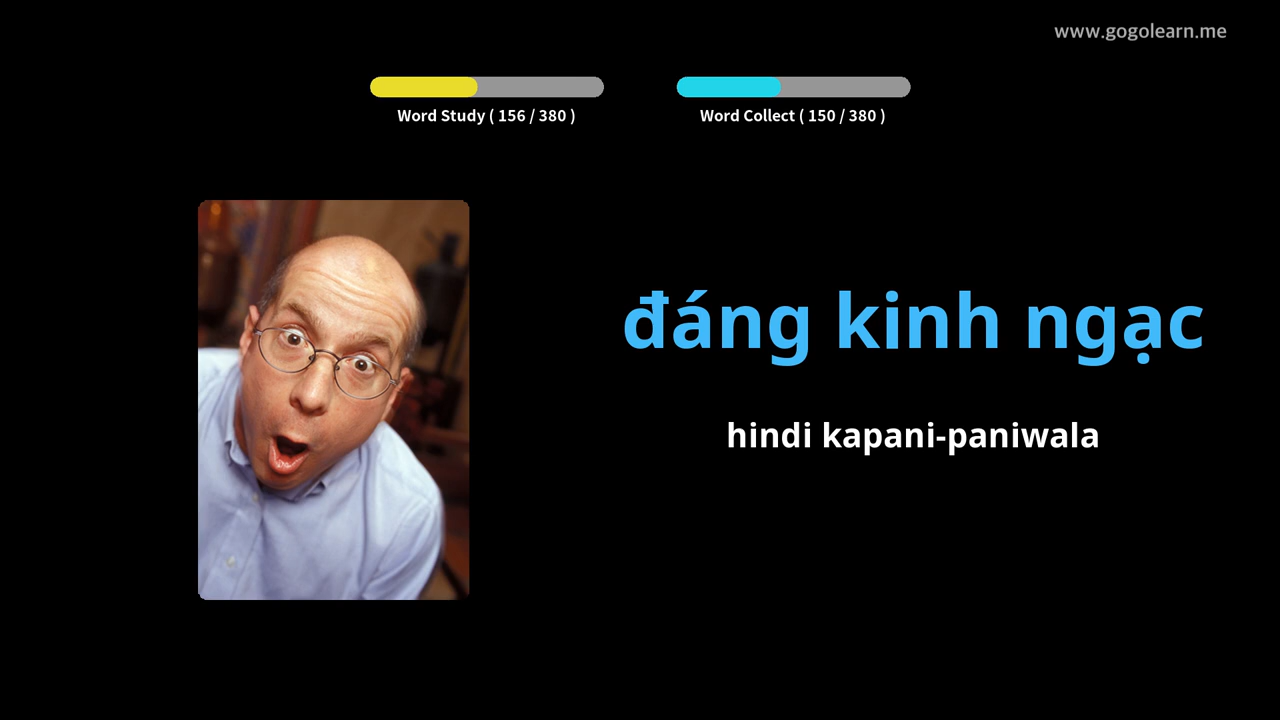 www.gogolearn.me
Word Study ( 156 / 380 )
Word Collect ( 150 / 380 )
đáng kinh ngạc
hindi kapani-paniwala